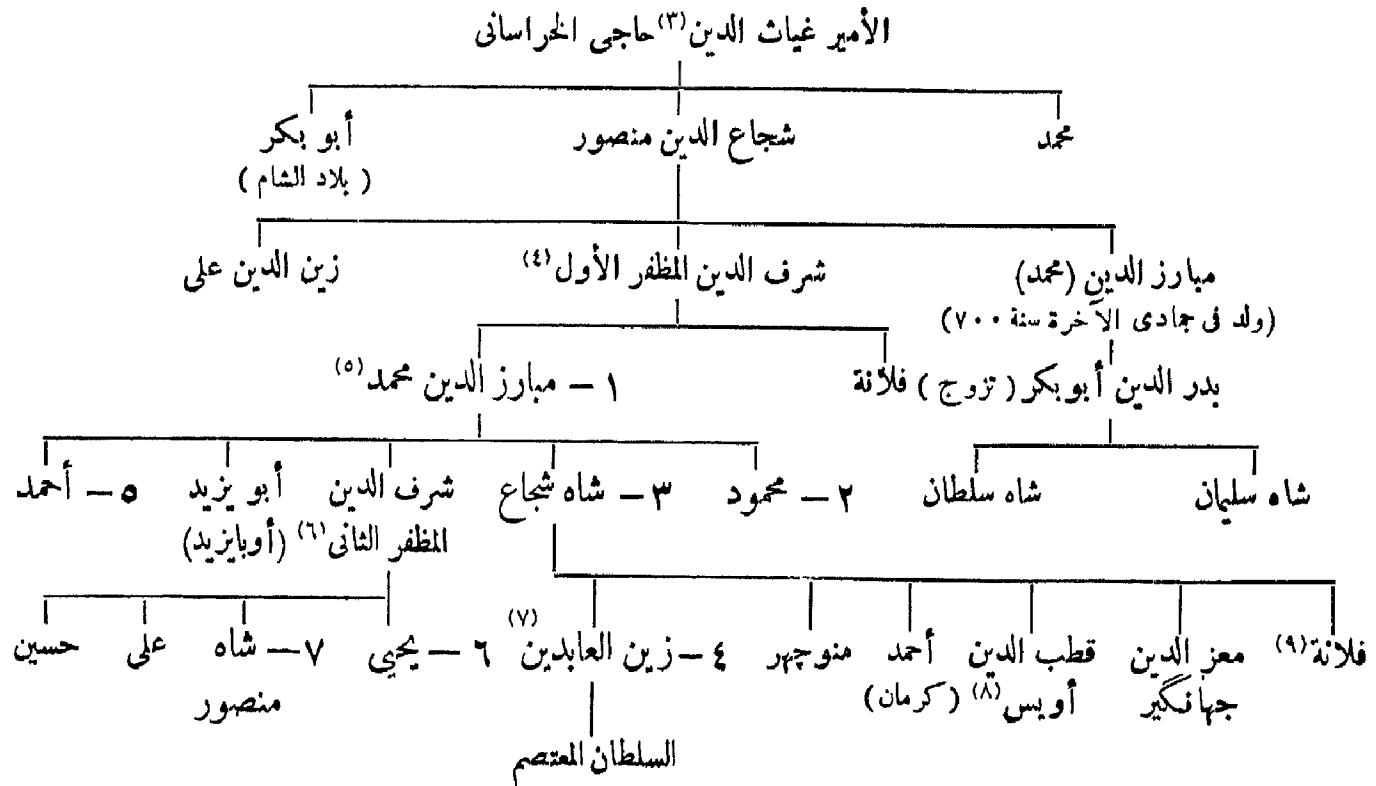 الأمير غياث الدين (٣) حاجى الخراسانى
محمد شجاع الدين منصور أبو بكر
( بلاد الشام )
مبارز الدين (محمد) شرف الدين المظفر الأول (٤) زين الدين على
(ولد فى جمادى الآخرة سنة ٧٠٠)
بدر الدين أبوبكر ( تزوج ) فلانة ١ – مبارز الدين محمد (٥)
شاه سليمان شاه سلطان ٢ – محمود ٣ – شاه شجاع شرف الدين أبو يزيد ٥ – أحمد
المظفر الثانى (٦) (أوبايزيد)
فلانة (٩) معز الدين قطب الدين أحمد منوچهر ٤ – زين العابدين (٧) ٦ – يحيي ٧ – شاه على حسين
جهانگير أويس (٨) (كرمان) منصور
السلطان المعتصم